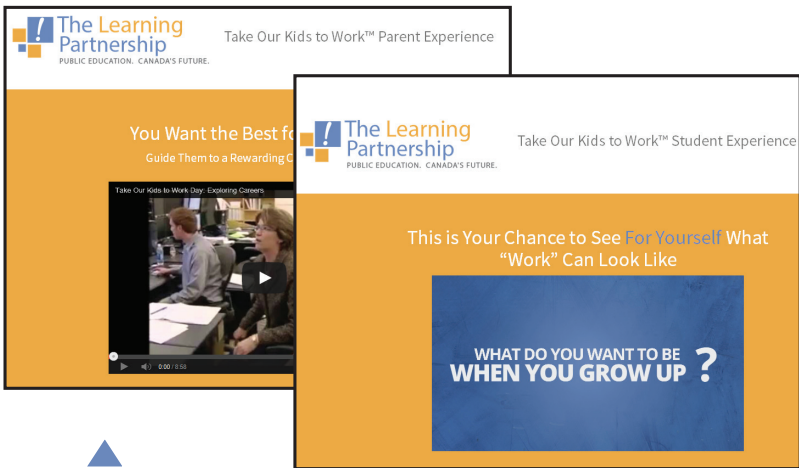 The Learning
Partnership
PUBLIC EDUCATION. CANADA'S FUTURE.
Take Our Kids to Work™ Parent Experience
You Want the Best
Guide Them to a Rewarding
Take Our Kids to Work Day: Exploring Careers
0:00 / 8:58
The Learning
Partnership
PUBLIC EDUCATION. CANADA'S FUTURE.
Take Our Kids to Work™ Student Experience
This is Your Chance to See For Yourself What
“Work” Can Look Like
WHAT DO YOU WANT TO BE
WHEN YOU GROW UP ?